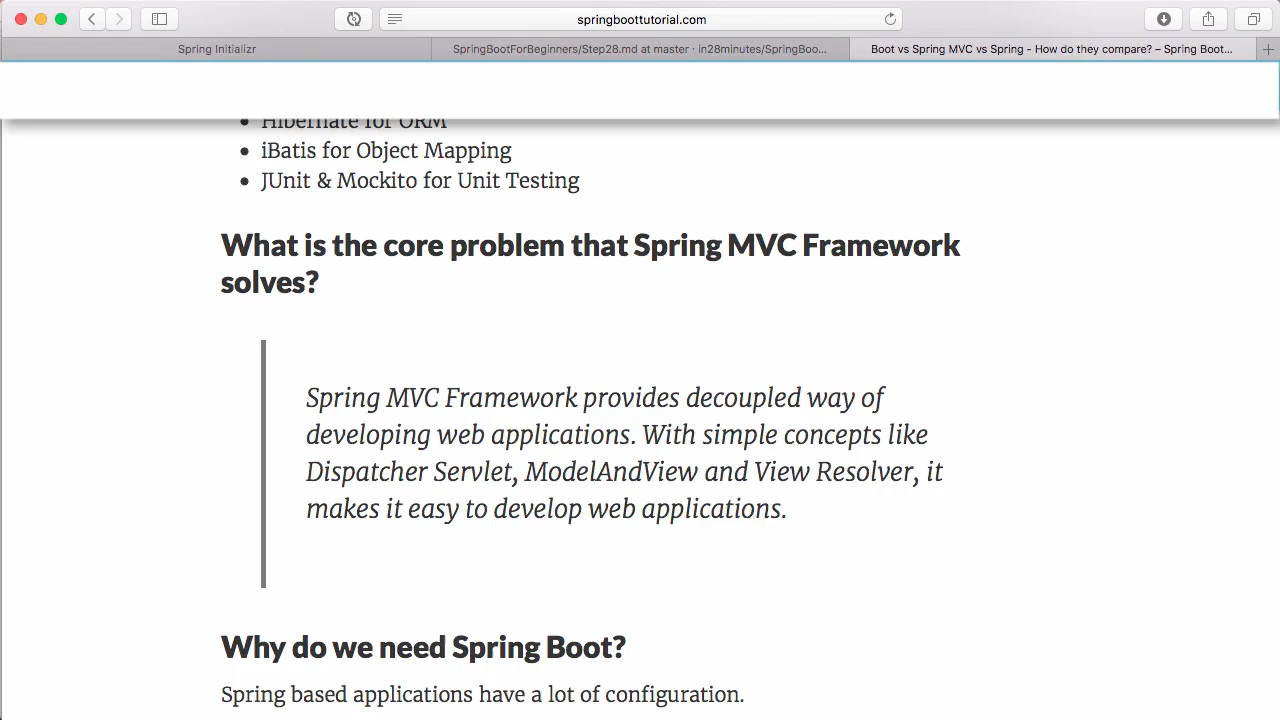 springboottutorial.com
Spring Initializr
SpringBootForBeginners/Step28.md at master · in28minutes/SpringBoo...
Boot vs Spring MVC vs Spring - How do they compare? – Spring Boot...
Hibernate for ORM
iBatis for Object Mapping
JUnit & Mockito for Unit Testing
What is the core problem that Spring MVC Framework
solves?
Spring MVC Framework provides decoupled way of
developing web applications. With simple concepts like
Dispatcher Servlet, ModelAndView and View Resolver, it
makes it easy to develop web applications.
Why do we need Spring Boot?
Spring based applications have a lot of configuration.